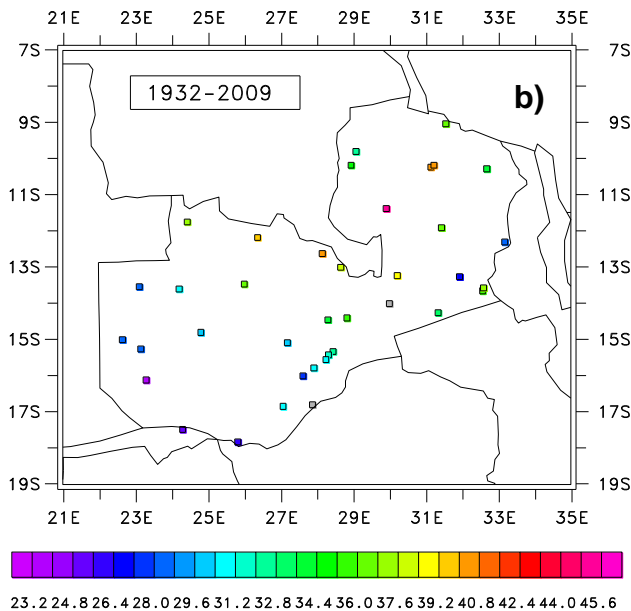 21E 23E 25E 27E 29E 31E 33E 35E
7S 7S
1932-2009 b)
9S 9S
11S 11S
13S 13S
15S 15S
17S 17S
19S 19S
21E 23E 25E 27E 29E 31E 33E 35E
23.2 24.8 26.4 28.0 29.6 31.2 32.8 34.4 36.0 37.6 39.2 40.8 42.4 44.0 45.6